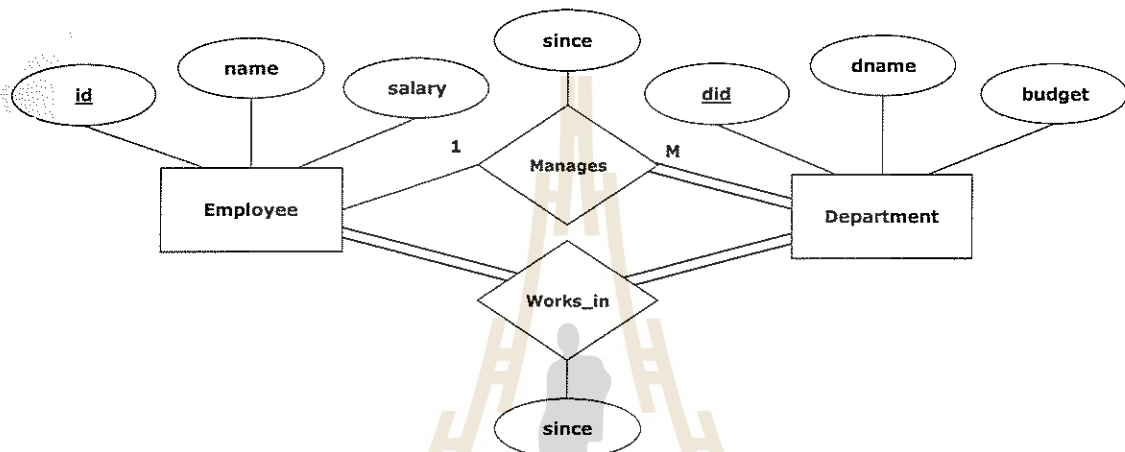 since
name
dname
id
salary
did
budget
1
M
Manages
Employee
Department
Works_in
since